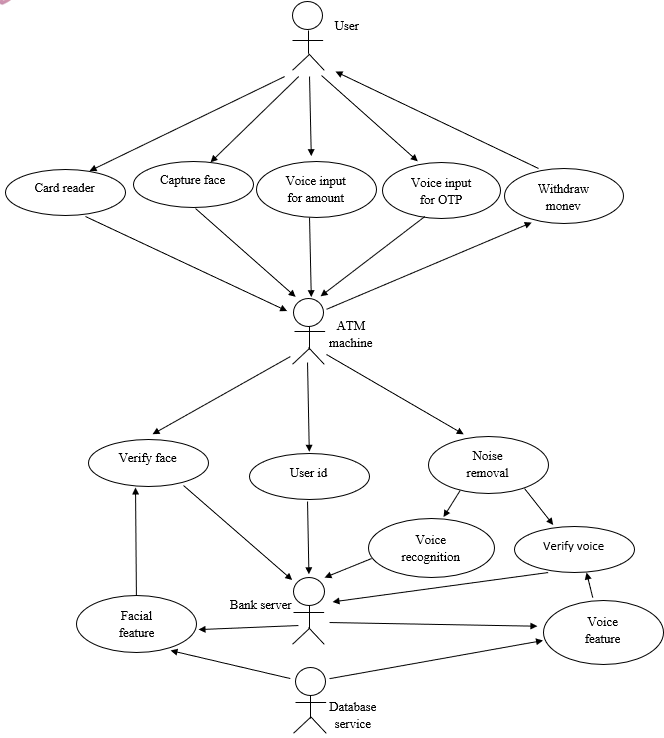 User
Card reader
Capture face
Voice input
for amount
Voice input
for OTP
Withdraw
monev
ATM
machine
Verify face
User id
Noise
removal
Voice
recognition
Verify voice
Bank server
Facial
feature
Voice
feature
Database
service